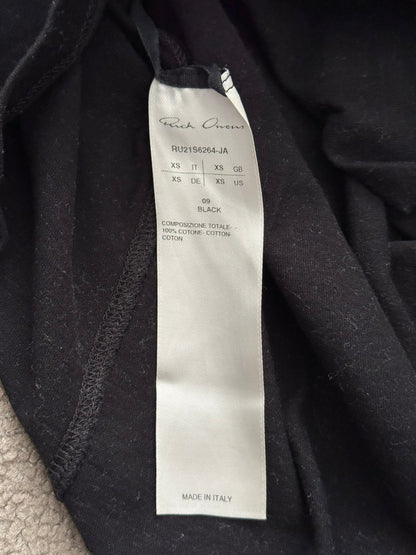 Rick Owens
RU21S6264-JA
XS IT XS GB
XS DE XS US
09
BLACK
COMPOSIZIONE TOTALE-
100% COTONE- COTTON-
COTON
MADE IN ITALY